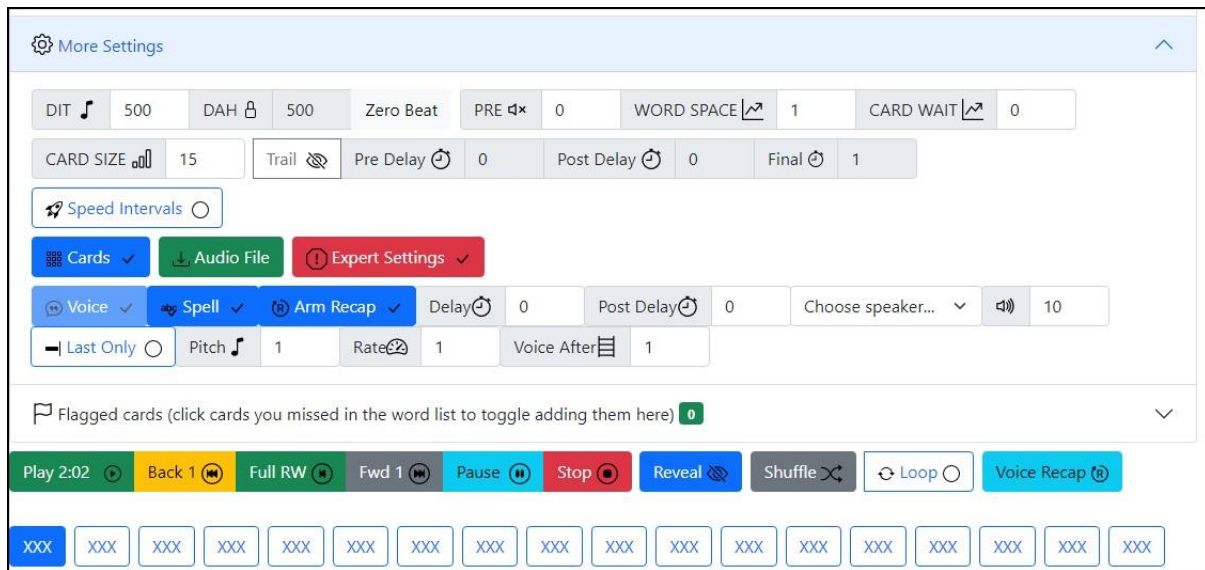 More Settings
DIT 500 DAH 500 Zero Beat PRE 0 WORD SPACE 1 CARD WAIT 0
CARD SIZE 15 Trail Pre Delay 0 Post Delay 0 Final 1
Speed Intervals
Cards Audio File Expert Settings
Voice Spell Arm Recap Delay 0 Post Delay 0 Choose speaker... 10
Last Only Pitch 1 Rate 1 Voice After 1
Flagged cards (click cards you missed in the word list to toggle adding them here) 0
Play 2:02 Back 1 Full RW Fwd 1 Pause Stop Reveal Shuffle Loop Voice Recap
XXX XXX XXX XXX XXX XXX XXX XXX XXX XXX XXX XXX XXX XXX XXX XXX XXX XXX